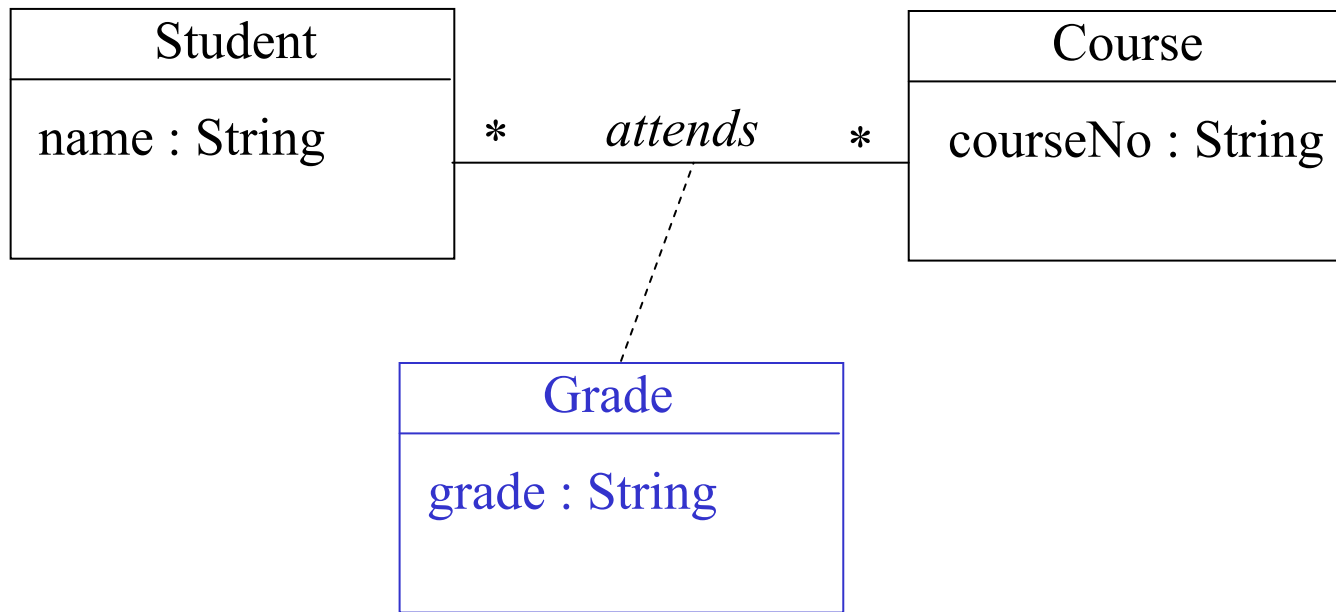 Student
Course
name : String
* attends *
courseNo : String
Grade
grade : String